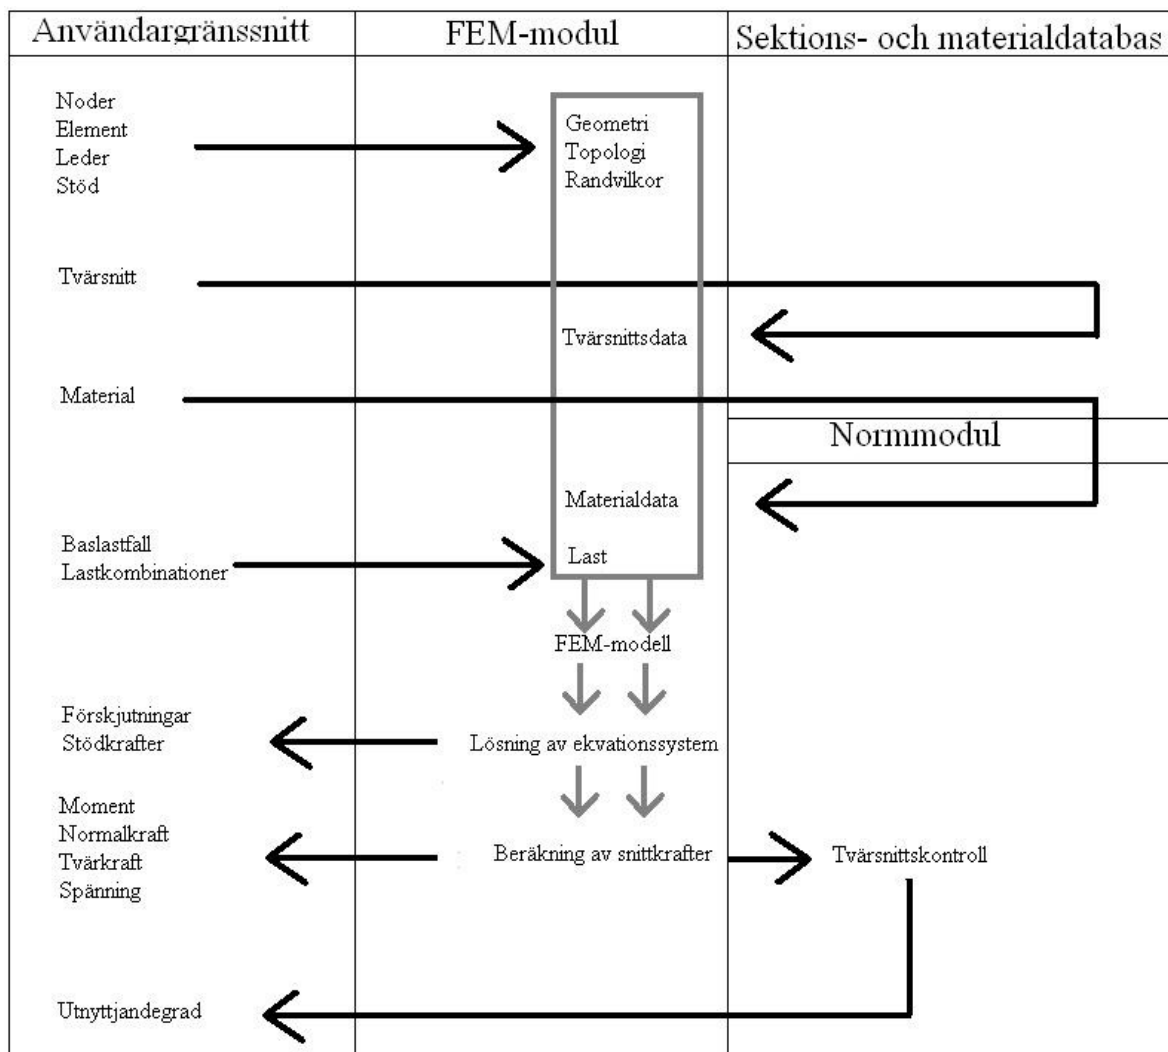 Användargränssnitt
FEM-modul
Sektions- och materialdatabas
Noder
Element
Leder
Stöd
Geometri
Topologi
Randvilkor
Tvärsnitt
Tvärsnittsdata
Material
Normmodul
Materialdata
Baslastfall
Lastkombinationer
Last
FEM-modell
Förskjutningar
Stödkrafter
Lösning av ekvationssystem
Moment
Normalkraft
Tvärkraft
Spänning
Beräkning av snittkrafter
Tvärsnittskontroll
Utnyttjandegrad